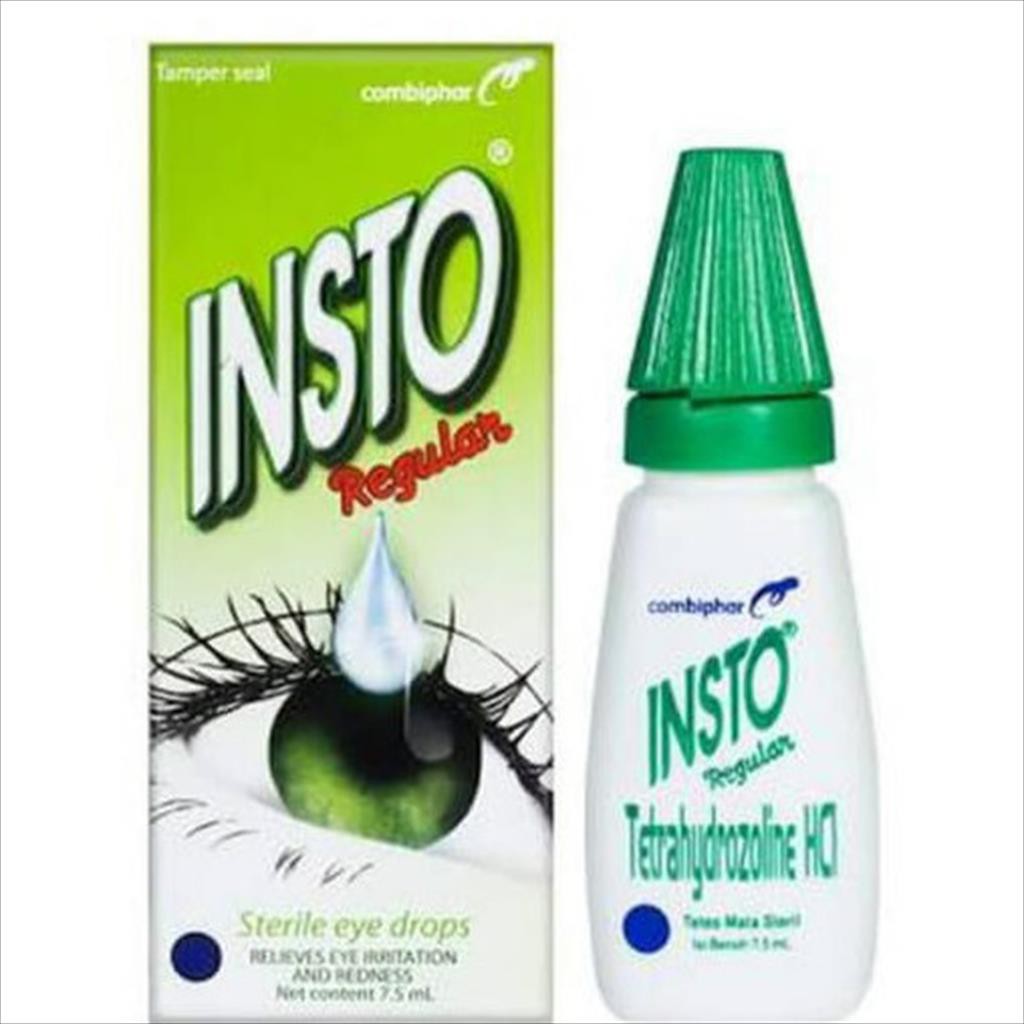 Tamper seal
combiphar
INSTO®
Regular
Sterile eye drops
RELIEVES EYE IRRITATION
AND REDNESS
Net content 7.5 mL
combiphar
INSTO®
Regular
Tetrahydrozoline HCl
Tetes Mata Steril
Isi Bersih 7.5 mL